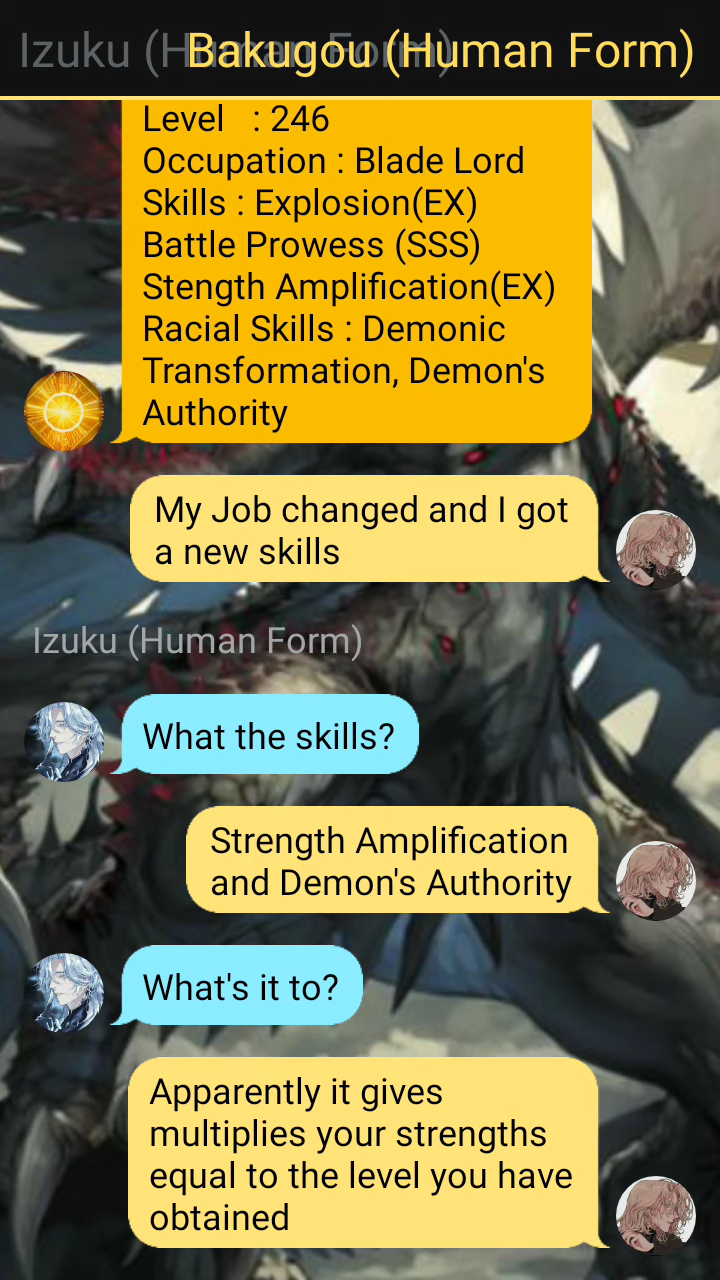 Izuku (Human Form)
Bakugou (Human Form)
Level : 246
Occupation : Blade Lord
Skills : Explosion(EX)
Battle Prowess (SSS)
Stength Amplification(EX)
Racial Skills : Demonic
Transformation, Demon's
Authority
My Job changed and I got
a new skills
Izuku (Human Form)
What the skills?
Strength Amplification
and Demon's Authority
What's it to?
Apparently it gives
multiplies your strengths
equal to the level you have
obtained